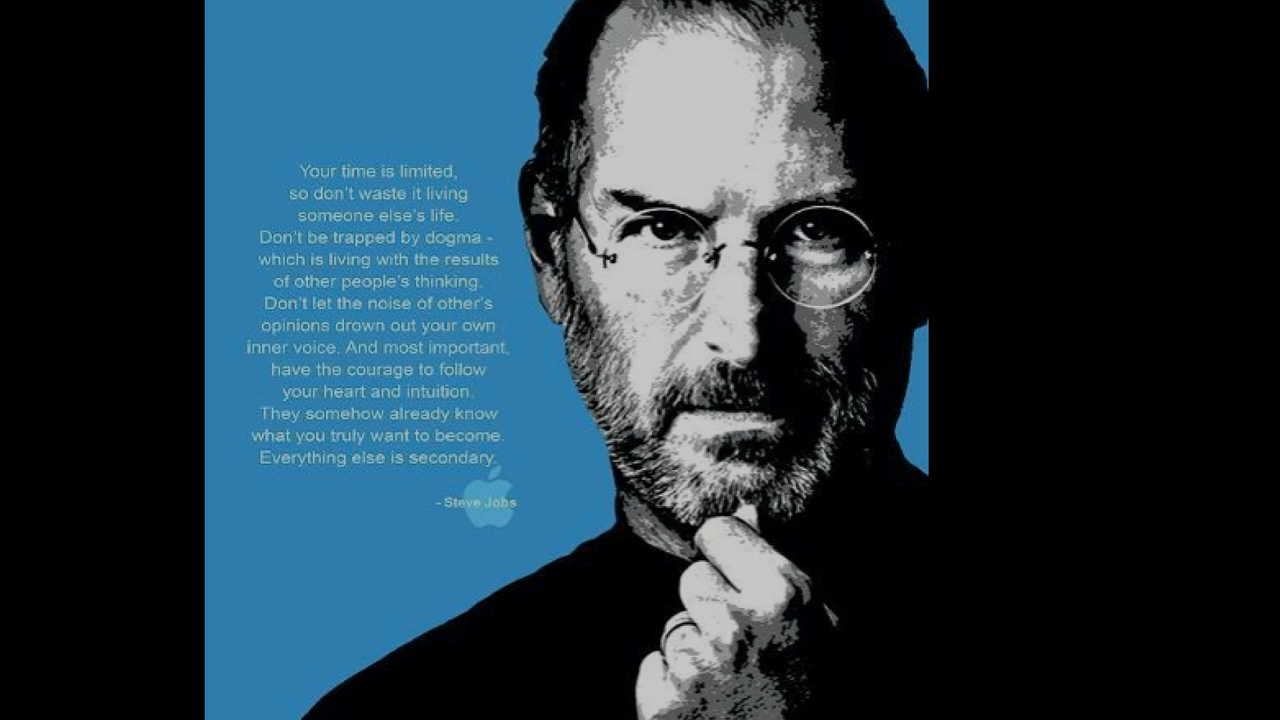 Your time is limited,
so don't waste it living
someone else's life.
Don't be trapped by dogma -
which is living with the results
of other people's thinking.
Don't let the noise of other's
opinions drown out your own
inner voice. And most important,
have the courage to follow
your heart and intuition.
They somehow already know
what you truly want to become.
Everything else is secondary.
- Steve Jobs